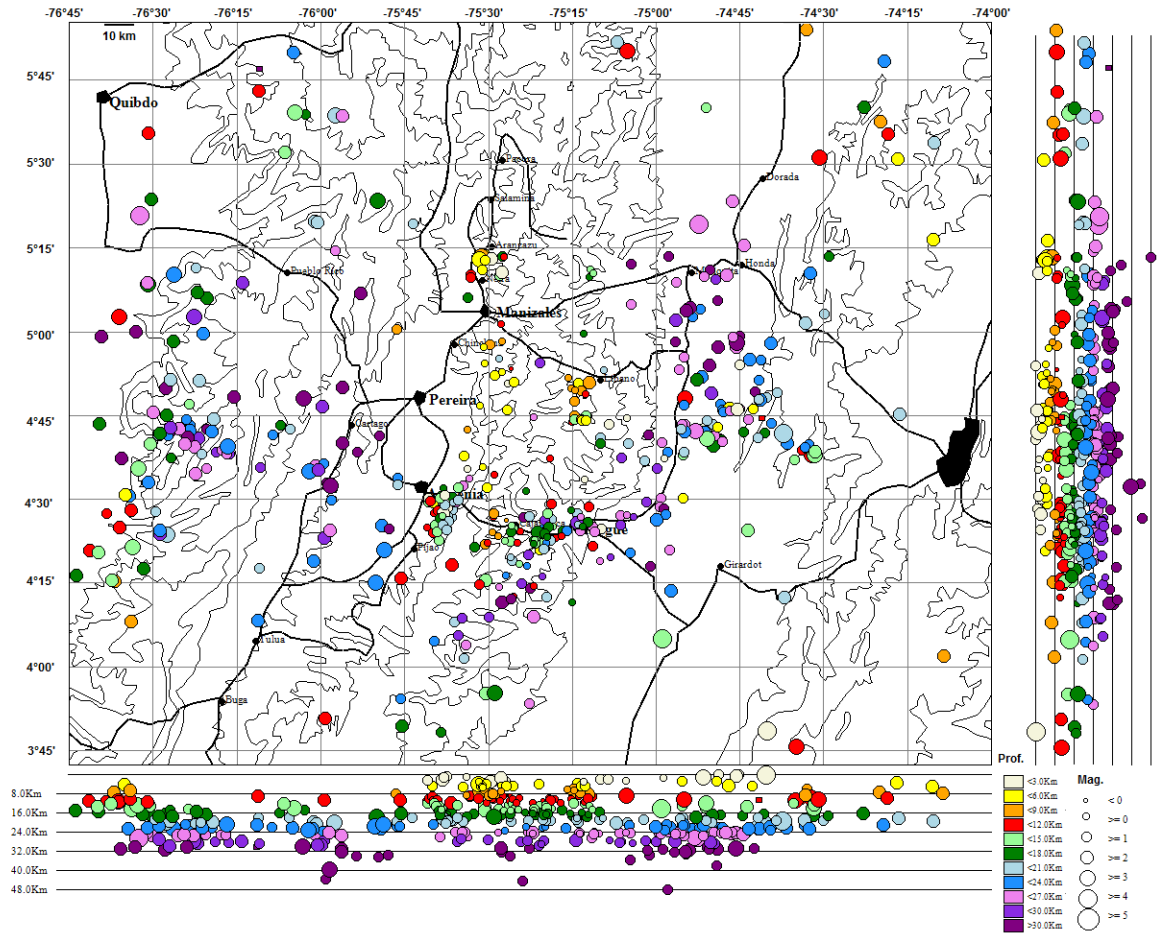 -76°45' -76°30' -76°15' -76°00' -75°45' -75°30' -75°15' -75°00' -74°45' -74°30' -74°15' -74°00'
10 km
5°45'
Quibdo
5°30'
Pacora
Dorada
Salamina
5°15'
Aranzazu
Pueblo Rico
Honda
Neira
5°00'
Manizales
Pereira
4°45'
Cartago
4°30'
Pijao
4°15'
Girardot
Tulua
4°00'
Buga
3°45'
Prof.
Mag.
<3.0Km
<6.0Km
<9.0Km
<12.0Km
<15.0Km
<18.0Km
<21.0Km
<24.0Km
<27.0Km
<30.0Km
>30.0Km
< 0
>= 0
>= 1
>= 2
>= 3
>= 4
>= 5
8.0Km
16.0Km
24.0Km
32.0Km
40.0Km
48.0Km